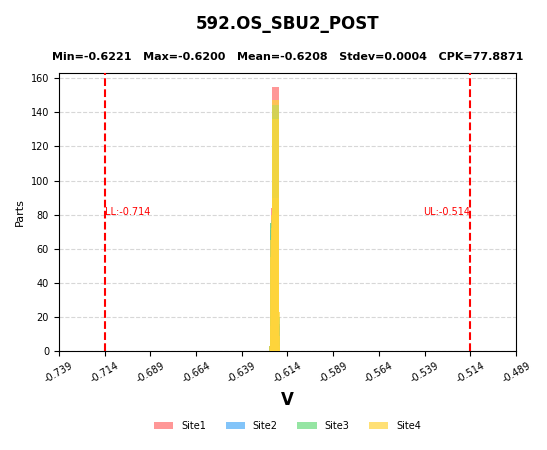 592.OS_SBU2_POST
Min=-0.6221 Max=-0.6200 Mean=-0.6208 Stdev=0.0004 CPK=77.8871
160
140
120
100
80
60
40
20
0
Parts
LL:-0.714
UL:-0.514
-0.739 -0.714 -0.689 -0.664 -0.639 -0.614 -0.589 -0.564 -0.539 -0.514 -0.489
V
Site1 Site2 Site3 Site4